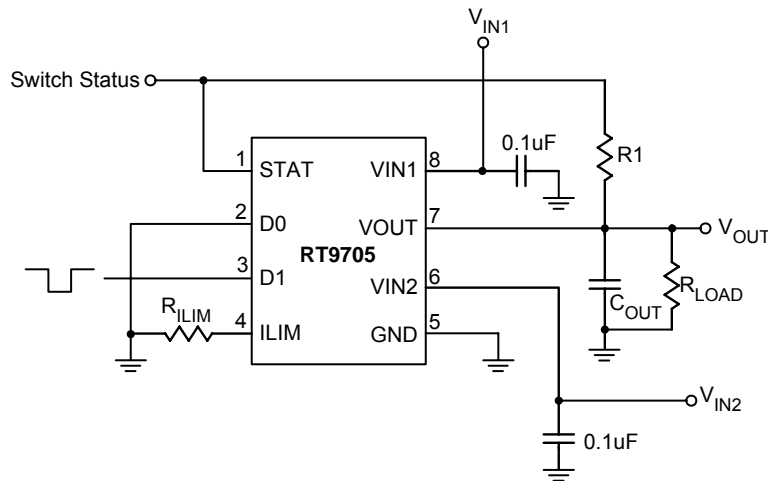 VIN1
Switch Status
0.1uF
R1
1 STAT VIN1 8
2 D0 VOUT 7
VOUT
RT9705
3 D1 VIN2 6
RILIM
COUT
RLOAD
4 ILIM GND 5
VIN2
0.1uF